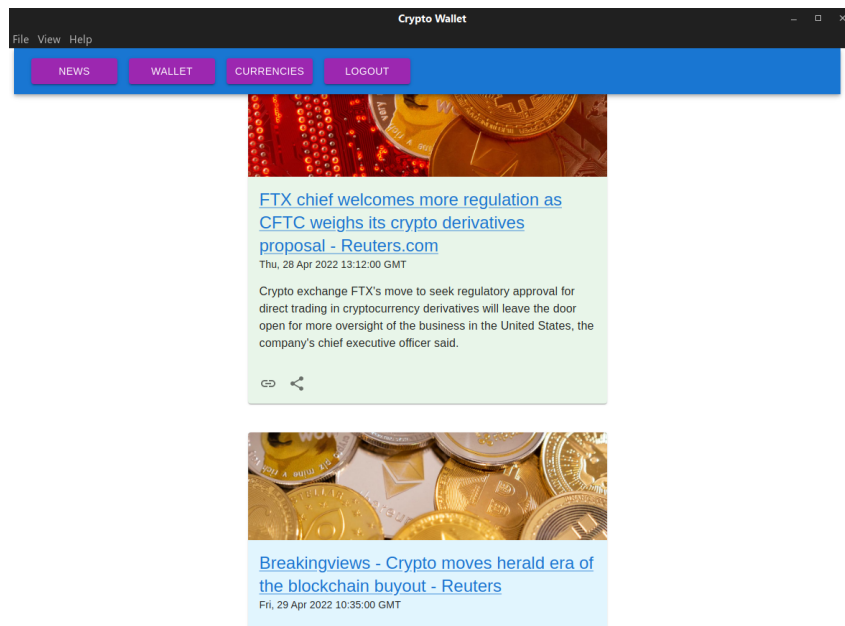 Crypto Wallet
File View Help
NEWS WALLET CURRENCIES LOGOUT
FTX chief welcomes more regulation as
CFTC weighs its crypto derivatives
proposal - Reuters.com
Thu, 28 Apr 2022 13:12:00 GMT
Crypto exchange FTX's move to seek regulatory approval for
direct trading in cryptocurrency derivatives will leave the door
open for more oversight of the business in the United States, the
company's chief executive officer said.
WOW
Breakingviews - Crypto moves herald era of
the blockchain buyout - Reuters
Fri, 29 Apr 2022 10:35:00 GMT